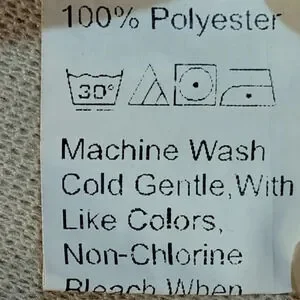 100% Polyester
30°
Machine Wash
Cold Gentle,With
Like Colors,
Non-Chlorine
Bleach When